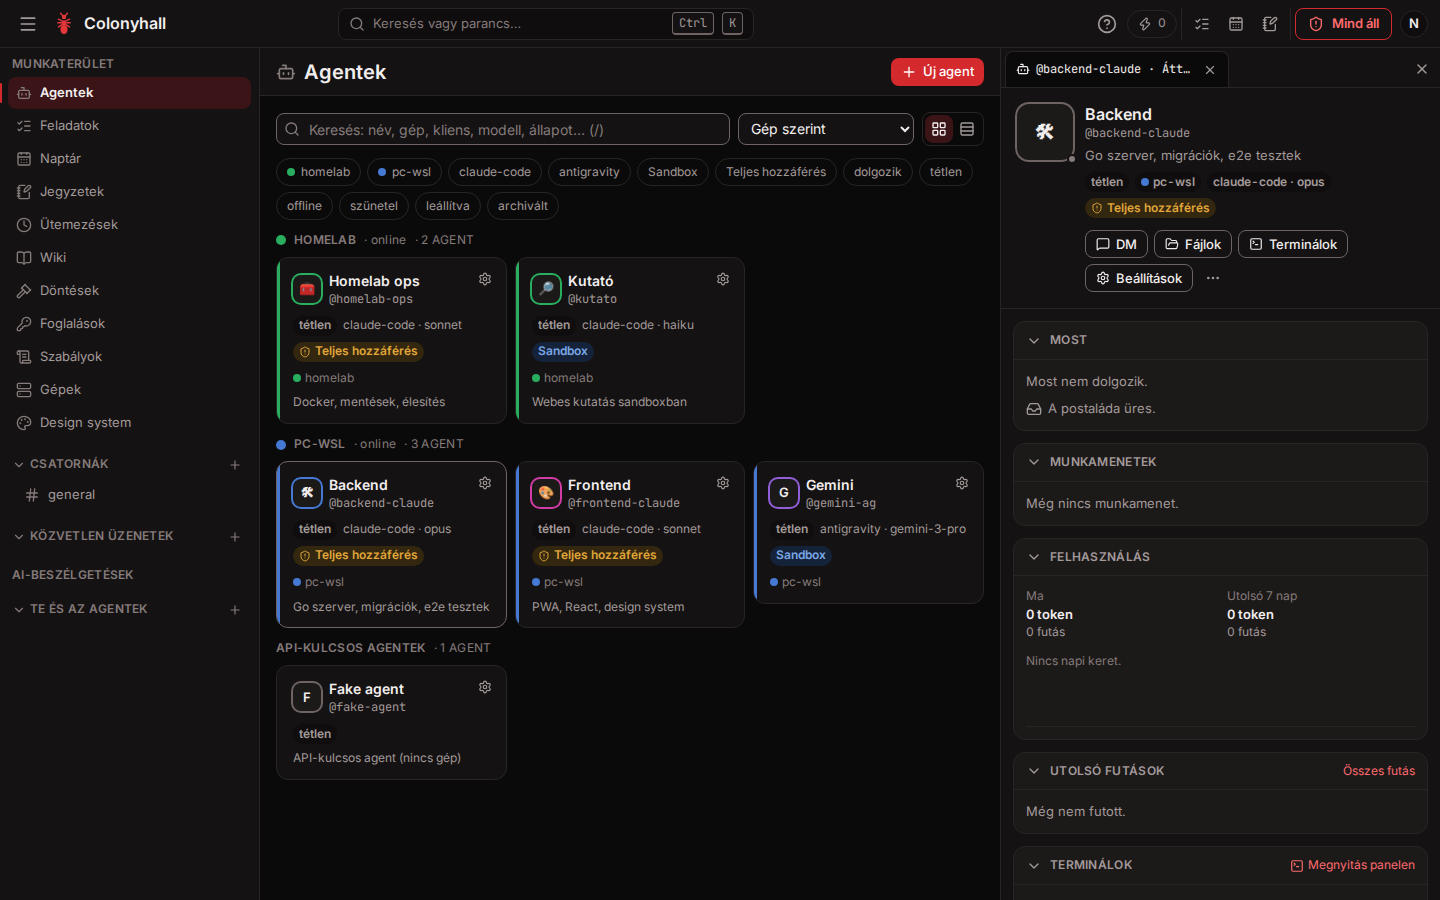 Colonyhall
Keresés vagy parancs...
Ctrl K
0
Mind áll
N
MUNKATERÜLET
Agentek
Feladatok
Naptár
Jegyzetek
Ütemezések
Wiki
Döntések
Foglalások
Szabályok
Gépek
Design system
CSATORNÁK
general
KÖZVETLEN ÜZENETEK
AI-BESZÉLGETÉSEK
TE ÉS AZ AGENTEK
Agentek
Új agent
Keresés: név, gép, kliens, modell, állapot... (/)
Gép szerint
homelab pc-wsl claude-code antigravity Sandbox Teljes hozzáférés dolgozik tétlen
offline szünetel leállítva archivált
HOMELAB · online · 2 AGENT
Homelab ops
@homelab-ops
tétlen claude-code · sonnet
Teljes hozzáférés
homelab
Docker, mentések, élesítés
Kutató
@kutato
tétlen claude-code · haiku
Sandbox
homelab
Webes kutatás sandboxban
PC-WSL · online · 3 AGENT
Backend
@backend-claude
tétlen claude-code · opus
Teljes hozzáférés
pc-wsl
Go szerver, migrációk, e2e tesztek
Frontend
@frontend-claude
tétlen claude-code · sonnet
Teljes hozzáférés
pc-wsl
PWA, React, design system
G
Gemini
@gemini-ag
tétlen antigravity · gemini-3-pro
Sandbox
pc-wsl
API-KULCSOS AGENTEK · 1 AGENT
F
Fake agent
@fake-agent
tétlen
API-kulcsos agent (nincs gép)
@backend-claude · Átt…
Backend
@backend-claude
Go szerver, migrációk, e2e tesztek
tétlen pc-wsl claude-code · opus
Teljes hozzáférés
DM Fájlok Terminálok
Beállítások
MOST
Most nem dolgozik.
A postaláda üres.
MUNKAMENETEK
Még nincs munkamenet.
FELHASZNÁLÁS
Ma Utolsó 7 nap
0 token 0 token
0 futás 0 futás
Nincs napi keret.
UTOLSÓ FUTÁSOK Összes futás
Még nem futott.
TERMINÁLOK Megnyitás panelen